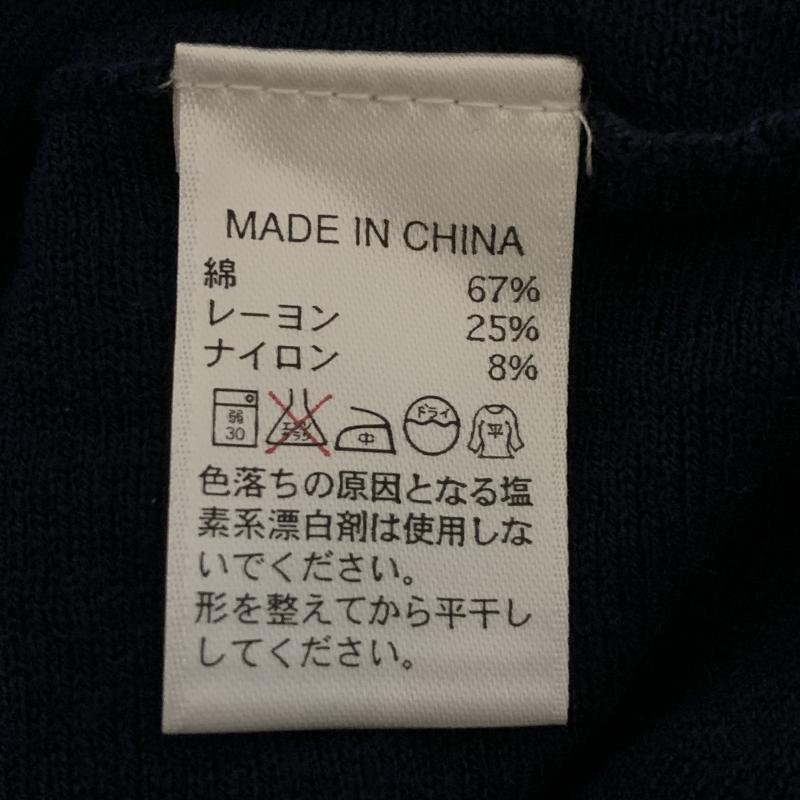 MADE IN CHINA
綿 67%
レーヨン 25%
ナイロン 8%
弱 30 エンソサラシ 中 ドライ 平
色落ちの原因となる塩
素系漂白剤は使用しな
いでください。
形を整えてから平干し
してください。